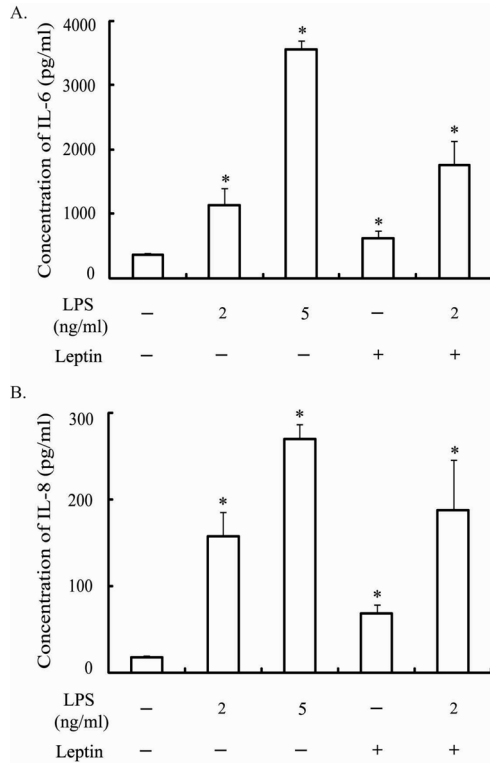 A.
Concentration of IL-6 (pg/ml)
4000
3000
2000
1000
0
* * * *
LPS (ng/ml) – 2 5 – 2
Leptin – – – + +
B.
Concentration of IL-8 (pg/ml)
300
200
100
0
* * * *
LPS (ng/ml) – 2 5 – 2
Leptin – – – + +